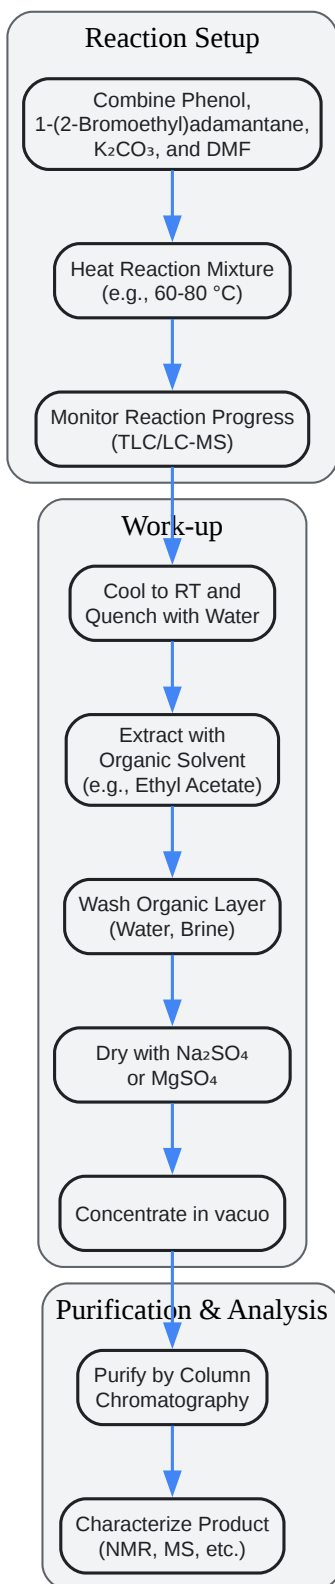 Reaction Setup
Combine Phenol,
1-(2-Bromoethyl)adamantane,
K₂CO₃, and DMF
Heat Reaction Mixture
(e.g., 60-80 °C)
Monitor Reaction Progress
(TLC/LC-MS)
Work-up
Cool to RT and
Quench with Water
Extract with
Organic Solvent
(e.g., Ethyl Acetate)
Wash Organic Layer
(Water, Brine)
Dry with Na₂SO₄
or MgSO₄
Concentrate in vacuo
Purification & Analysis
Purify by Column
Chromatography
Characterize Product
(NMR, MS, etc.)